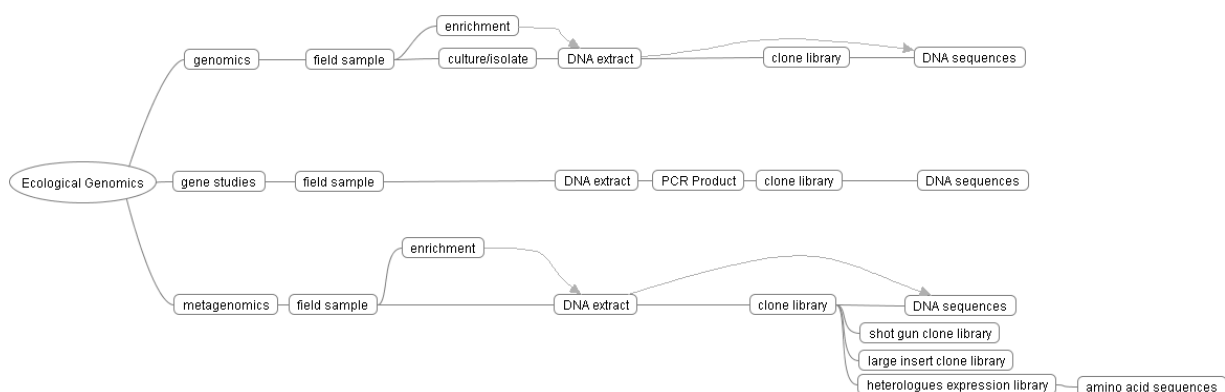 enrichment
genomics
field sample
culture/isolate
DNA extract
clone library
DNA sequences
Ecological Genomics
gene studies
field sample
DNA extract
PCR Product
clone library
DNA sequences
enrichment
metagenomics
field sample
DNA extract
clone library
DNA sequences
shot gun clone library
large insert clone library
heterologues expression library
amino acid sequences